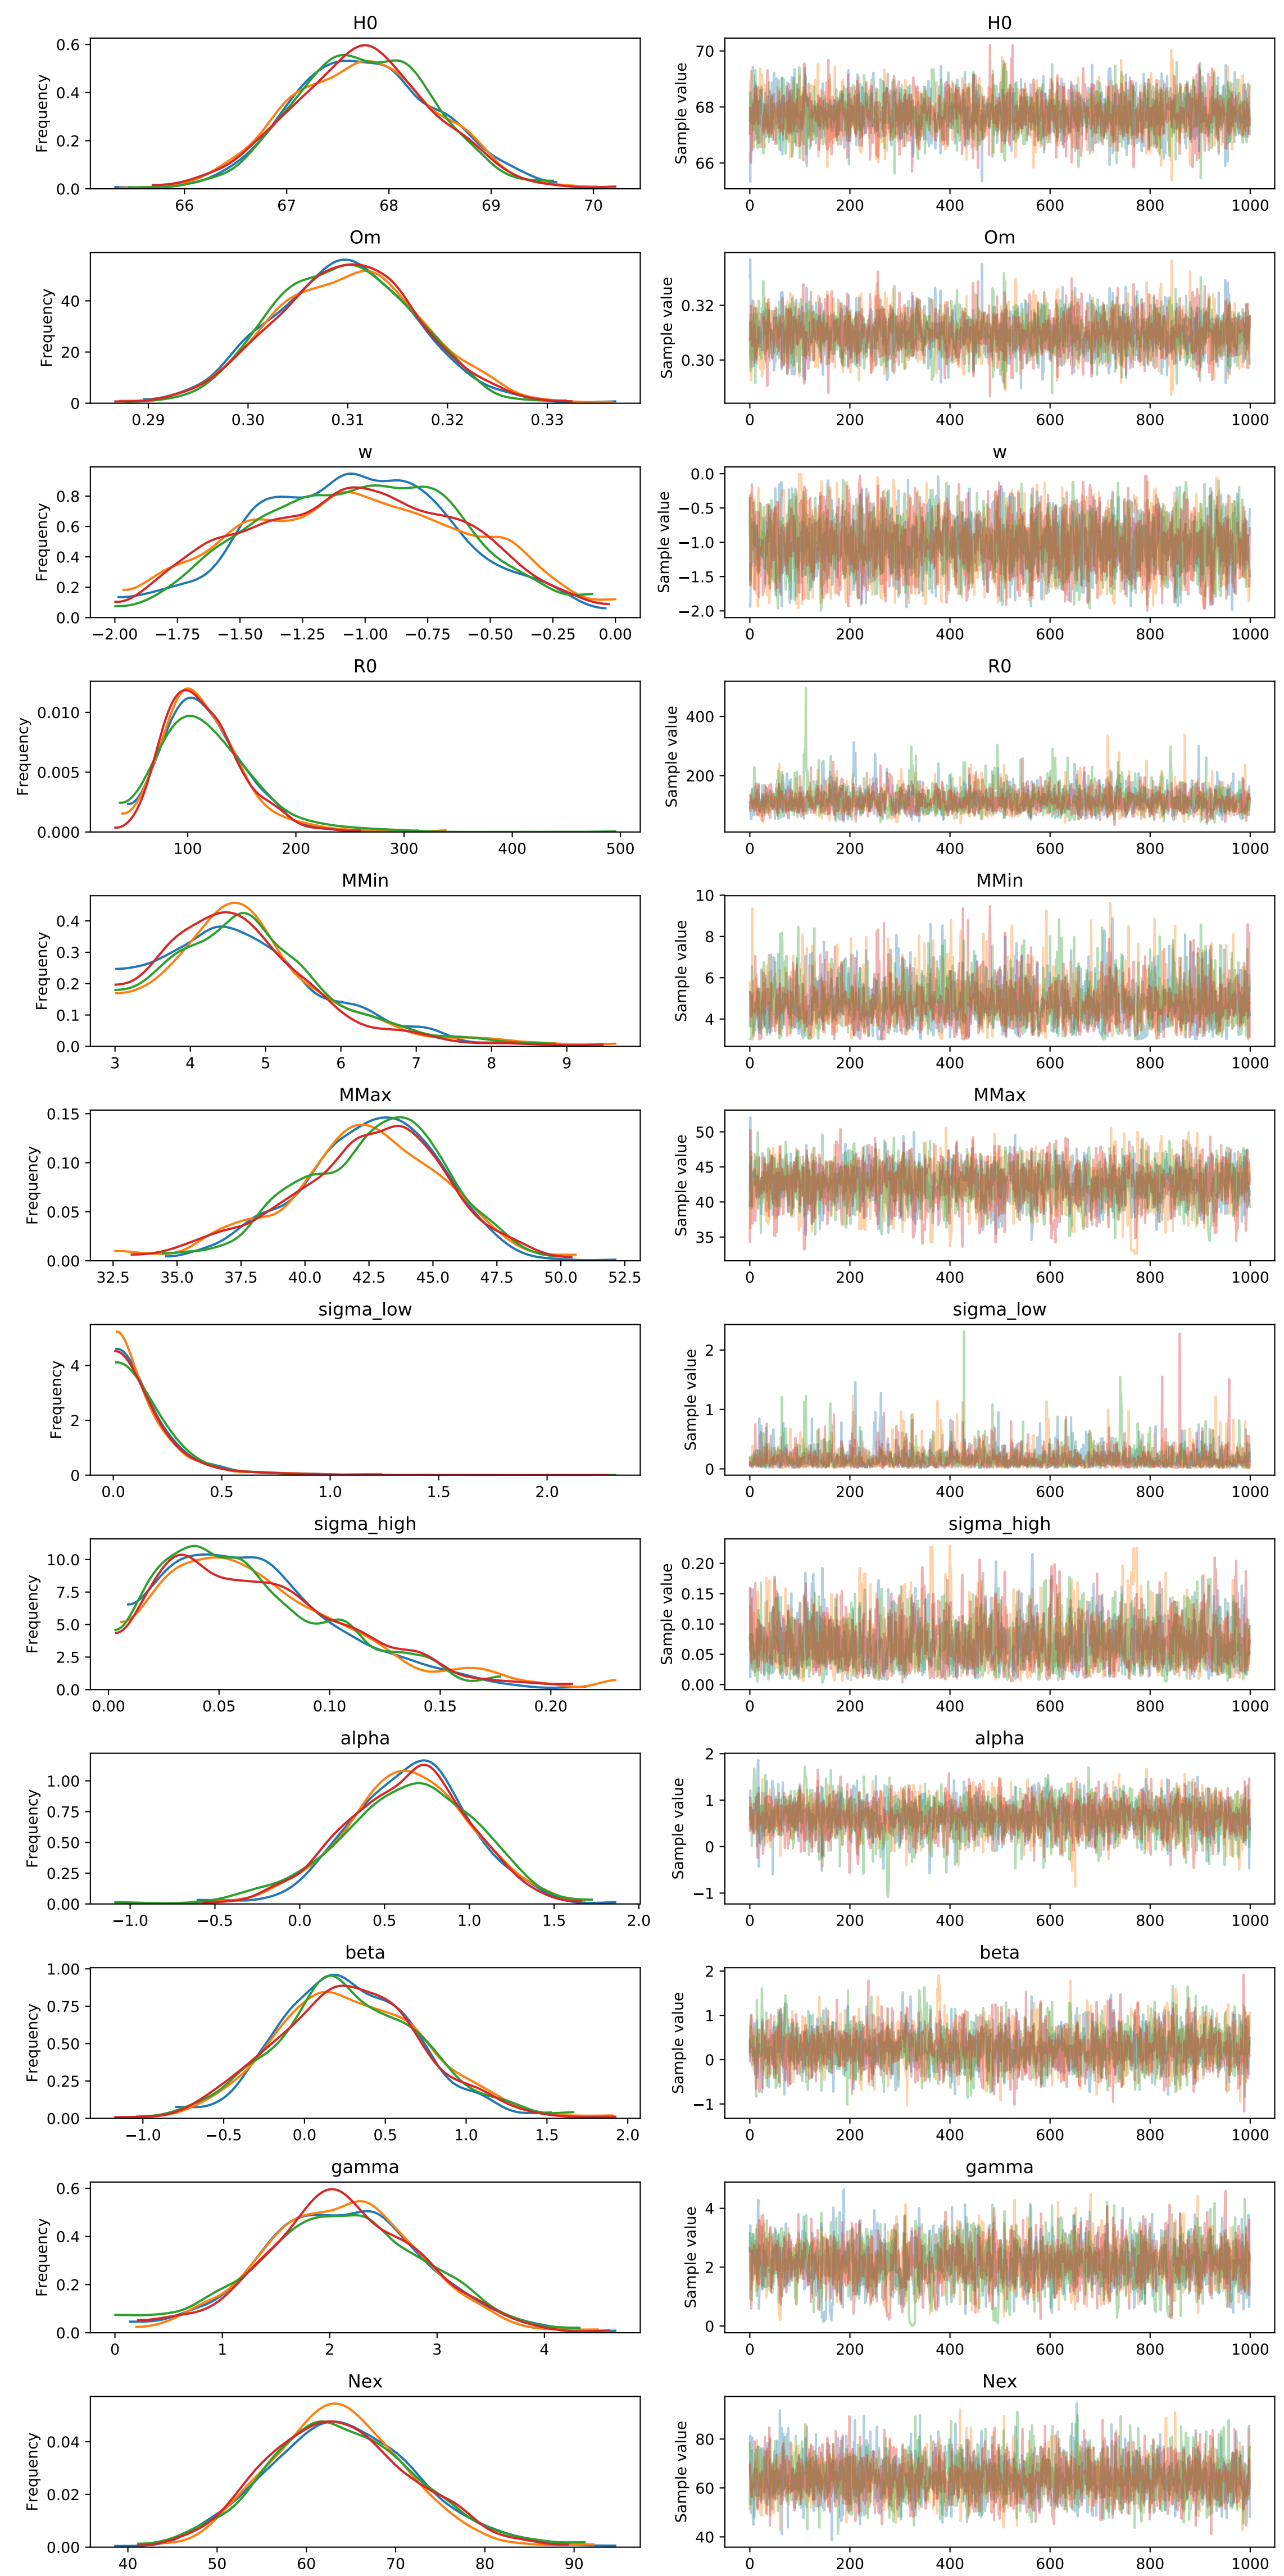 H0 H0
0.6 70
Frequency Sample value
0.4 68
0.2 66
0.0
66 67 68 69 70 0 200 400 600 800 1000
Om Om
40 0.32
Frequency Sample value
20 0.30
0
0.29 0.30 0.31 0.32 0.33 0 200 400 600 800 1000
w w
0.8 0.0
0.6 −0.5
Frequency Sample value
0.4 −1.0
0.2 −1.5
0.0 −2.0
−2.00 −1.75 −1.50 −1.25 −1.00 −0.75 −0.50 −0.25 0.00 0 200 400 600 800 1000
R0 R0
0.010 400
Frequency Sample value
0.005 200
0.000
100 200 300 400 500 0 200 400 600 800 1000
MMin MMin
0.4 10
0.3 8
Frequency Sample value
0.2 6
0.1 4
0.0
3 4 5 6 7 8 9 0 200 400 600 800 1000
MMax MMax
0.15 50
0.10 45
Frequency Sample value
0.05 40
0.00 35
32.5 35.0 37.5 40.0 42.5 45.0 47.5 50.0 52.5 0 200 400 600 800 1000
sigma_low sigma_low
4 2
Frequency Sample value
2 1
0 0
0.0 0.5 1.0 1.5 2.0 0 200 400 600 800 1000
sigma_high sigma_high
10.0 0.20
7.5 0.15
Frequency Sample value
5.0 0.10
2.5 0.05
0.0 0.00
0.00 0.05 0.10 0.15 0.20 0 200 400 600 800 1000
alpha alpha
1.00 2
0.75 1
Frequency Sample value
0.50 0
0.25 −1
0.00
−1.0 −0.5 0.0 0.5 1.0 1.5 2.0 0 200 400 600 800 1000
beta beta
1.00 2
0.75 1
Frequency Sample value
0.50 0
0.25 −1
0.00
−1.0 −0.5 0.0 0.5 1.0 1.5 2.0 0 200 400 600 800 1000
gamma gamma
0.6 4
0.4 2
Frequency Sample value
0.2 0
0.0
0 1 2 3 4 0 200 400 600 800 1000
Nex Nex
0.04 80
Frequency Sample value
0.02 60
0.00 40
40 50 60 70 80 90 0 200 400 600 800 1000